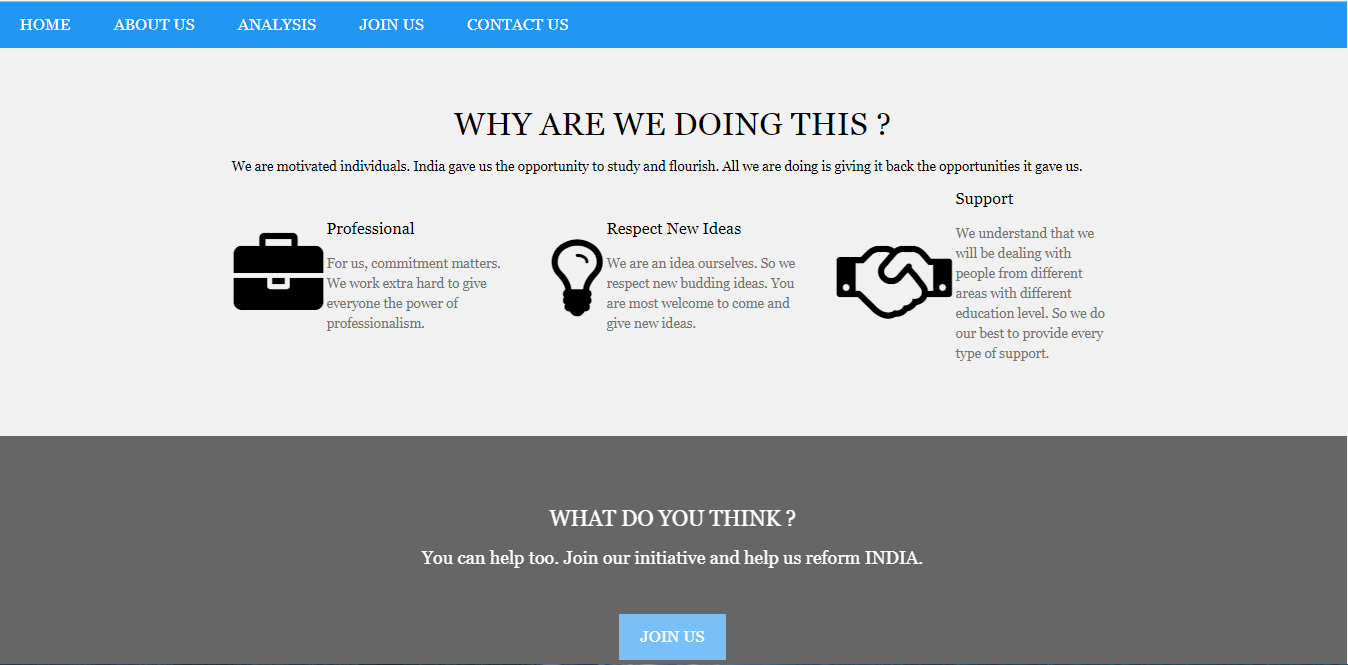 HOME ABOUT US ANALYSIS JOIN US CONTACT US
WHY ARE WE DOING THIS ?
We are motivated individuals. India gave us the opportunity to study and flourish. All we are doing is giving it back the opportunities it gave us.
Professional
For us, commitment matters.
We work extra hard to give
everyone the power of
professionalism.
Respect New Ideas
We are an idea ourselves. So we
respect new budding ideas. You
are most welcome to come and
give new ideas.
Support
We understand that we
will be dealing with
people from different
areas with different
education level. So we do
our best to provide every
type of support.
WHAT DO YOU THINK ?
You can help too. Join our initiative and help us reform INDIA.
JOIN US